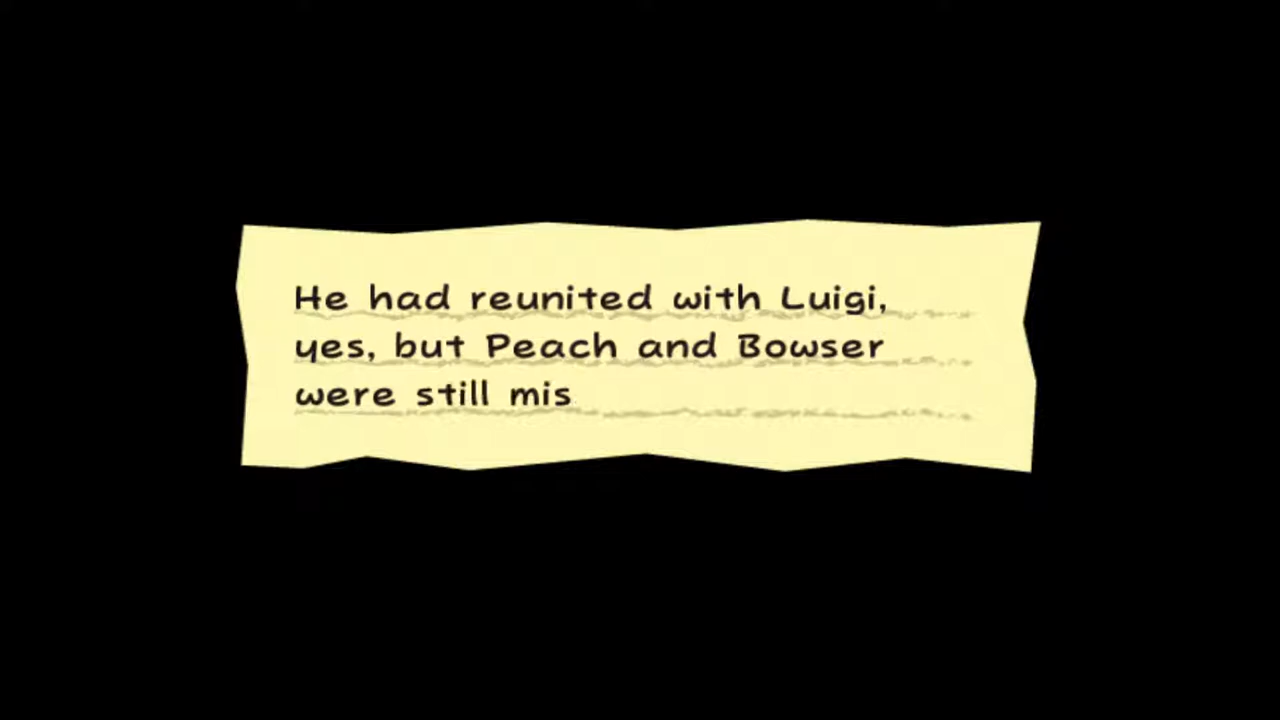 He had reunited with Luigi,
yes, but Peach and Bowser
were still mis